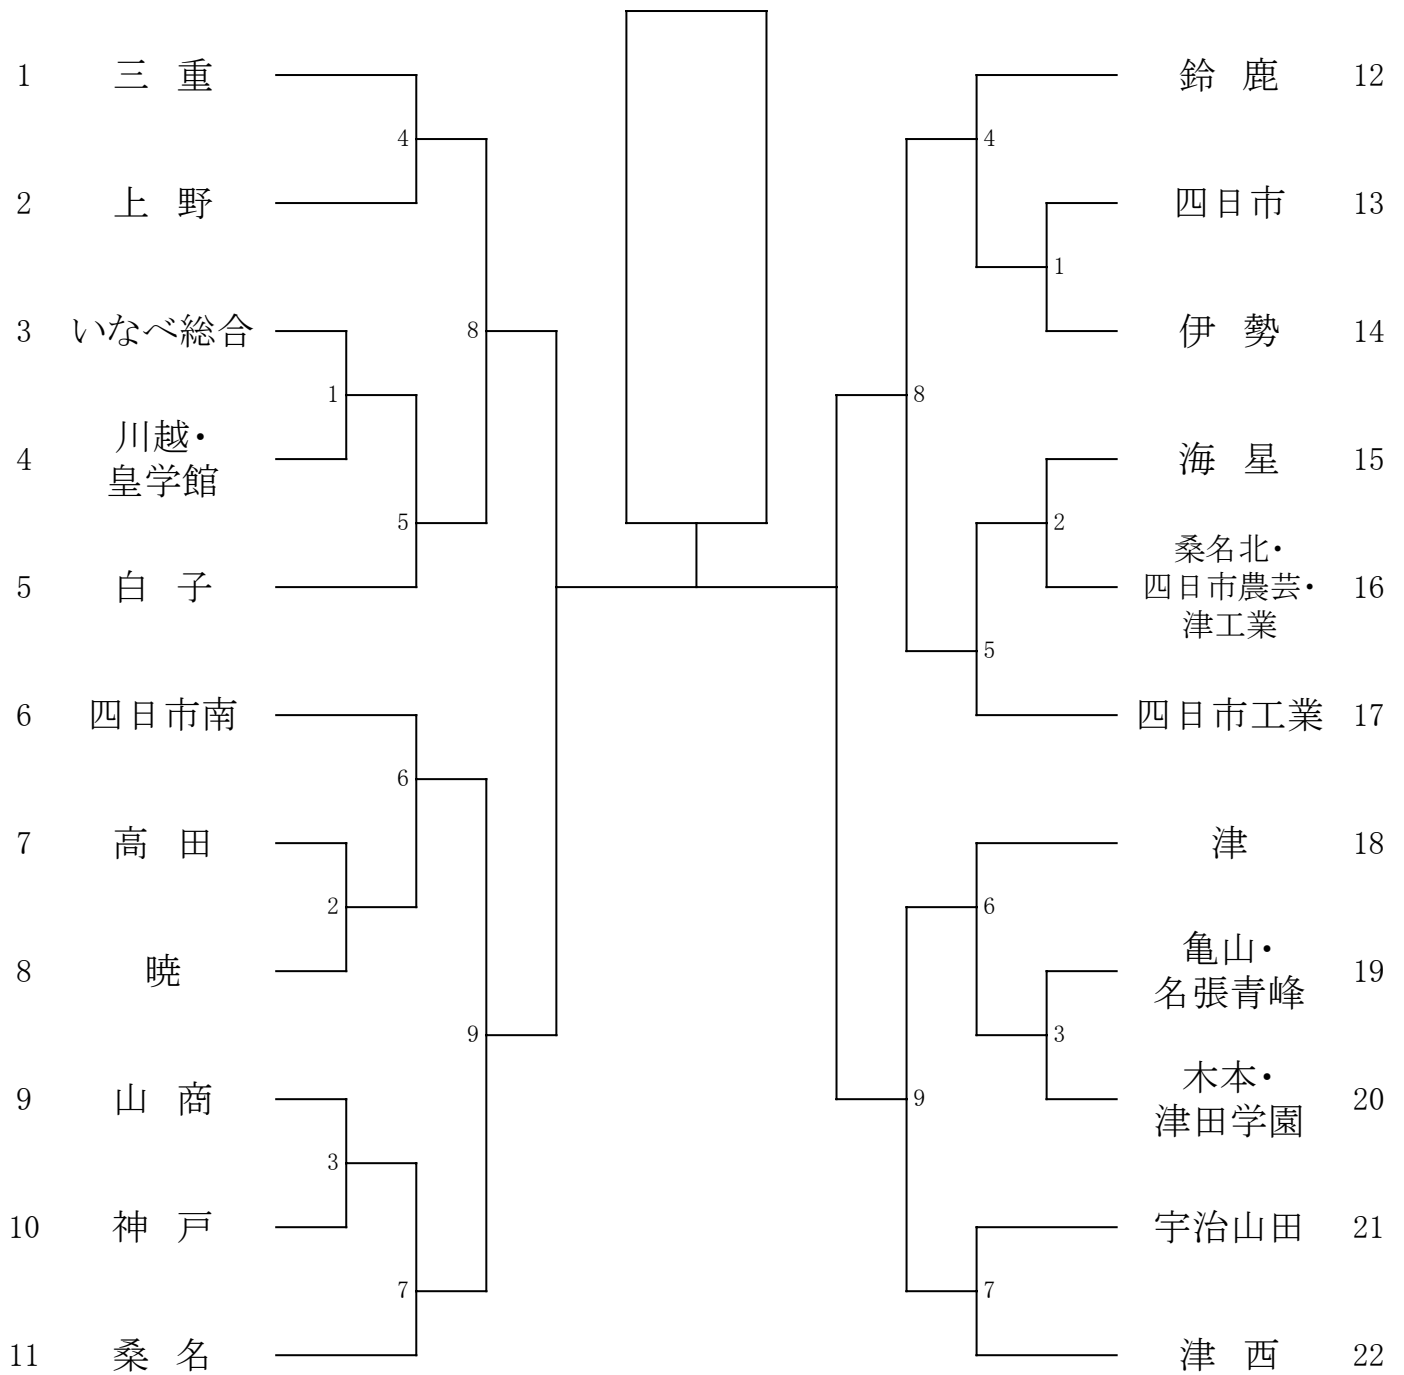 1 三 重
4
2 上 野
3 いなべ総合
8
1
4 川越・
皇学館
5
5 白 子
6 四日市南
6
7 高 田
2
8 暁
9
9 山 商
3
10 神 戸
7
11 桑 名
鈴 鹿 12
4
四日市 13
1
伊 勢 14
8
海 星 15
2
桑名北・
四日市農芸・ 16
津工業
5
四日市工業 17
津 18
6
亀山・
名張青峰 19
3
木本・
津田学園 20
9
宇治山田 21
7
津 西 22